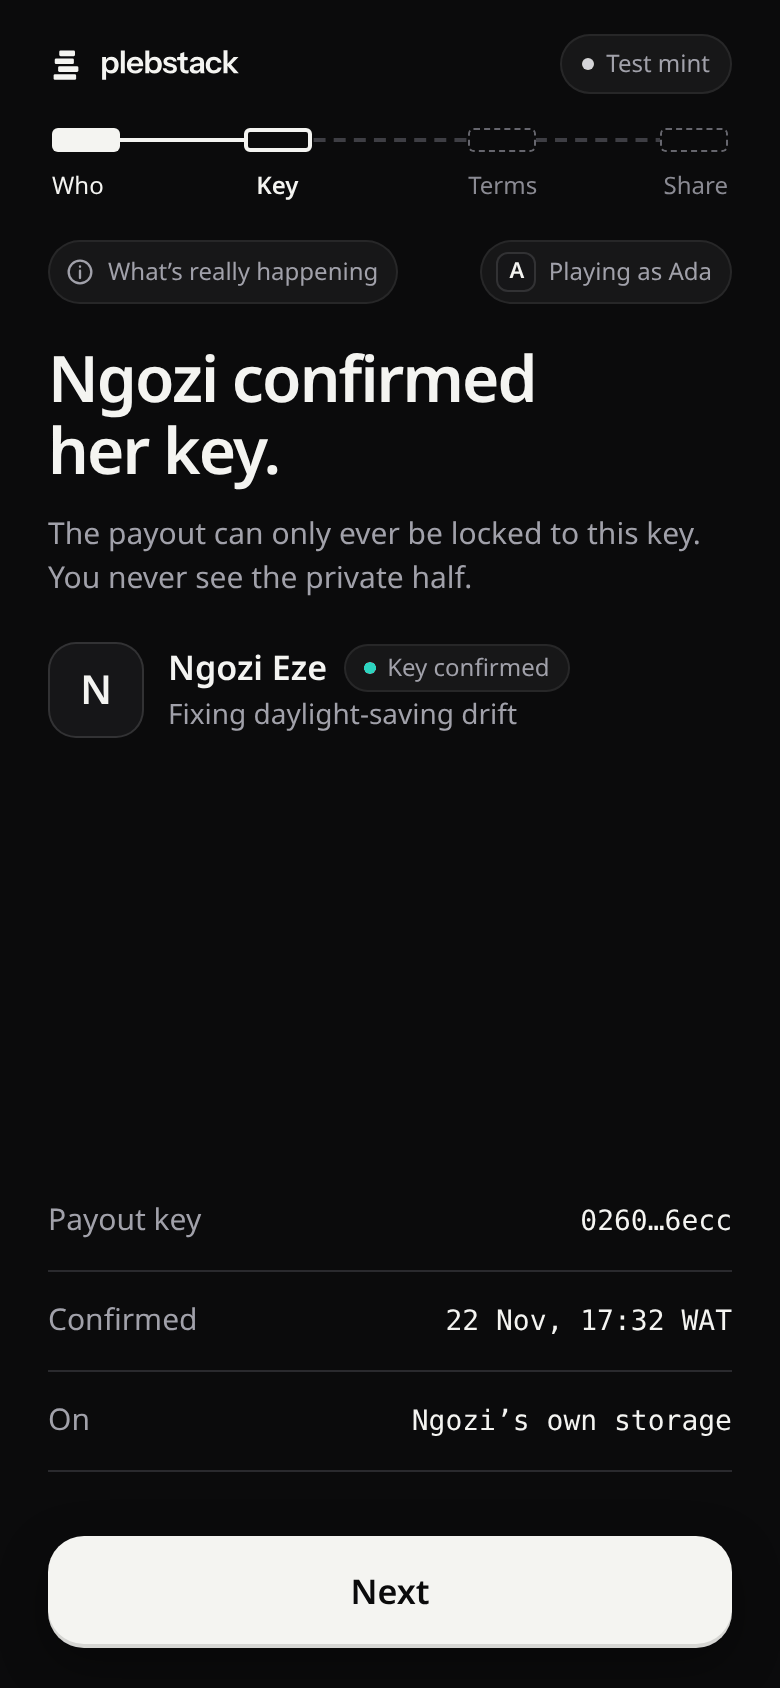 plebstack
Test mint
Who Key Terms Share
What’s really happening
A Playing as Ada
Ngozi confirmed
her key.
The payout can only ever be locked to this key.
You never see the private half.
N
Ngozi Eze
Key confirmed
Fixing daylight-saving drift
Payout key 0260…6ecc
Confirmed 22 Nov, 17:32 WAT
On Ngozi’s own storage
Next